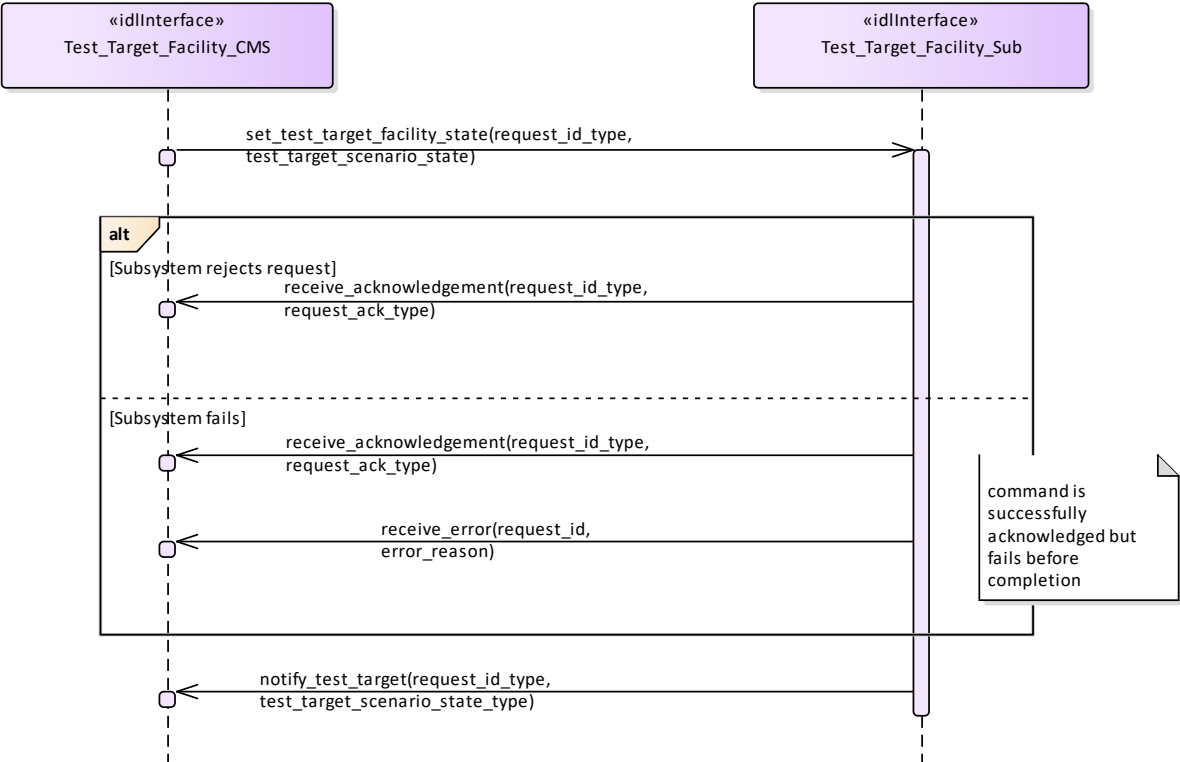 «idlInterface»
Test_Target_Facility_CMS
«idlInterface»
Test_Target_Facility_Sub
set_test_target_facility_state(request_id_type,
test_target_scenario_state)
alt
[Subsystem rejects request]
receive_acknowledgement(request_id_type,
request_ack_type)
[Subsystem fails]
receive_acknowledgement(request_id_type,
request_ack_type)
command is
successfully
acknowledged but
fails before
completion
receive_error(request_id,
error_reason)
notify_test_target(request_id_type,
test_target_scenario_state_type)